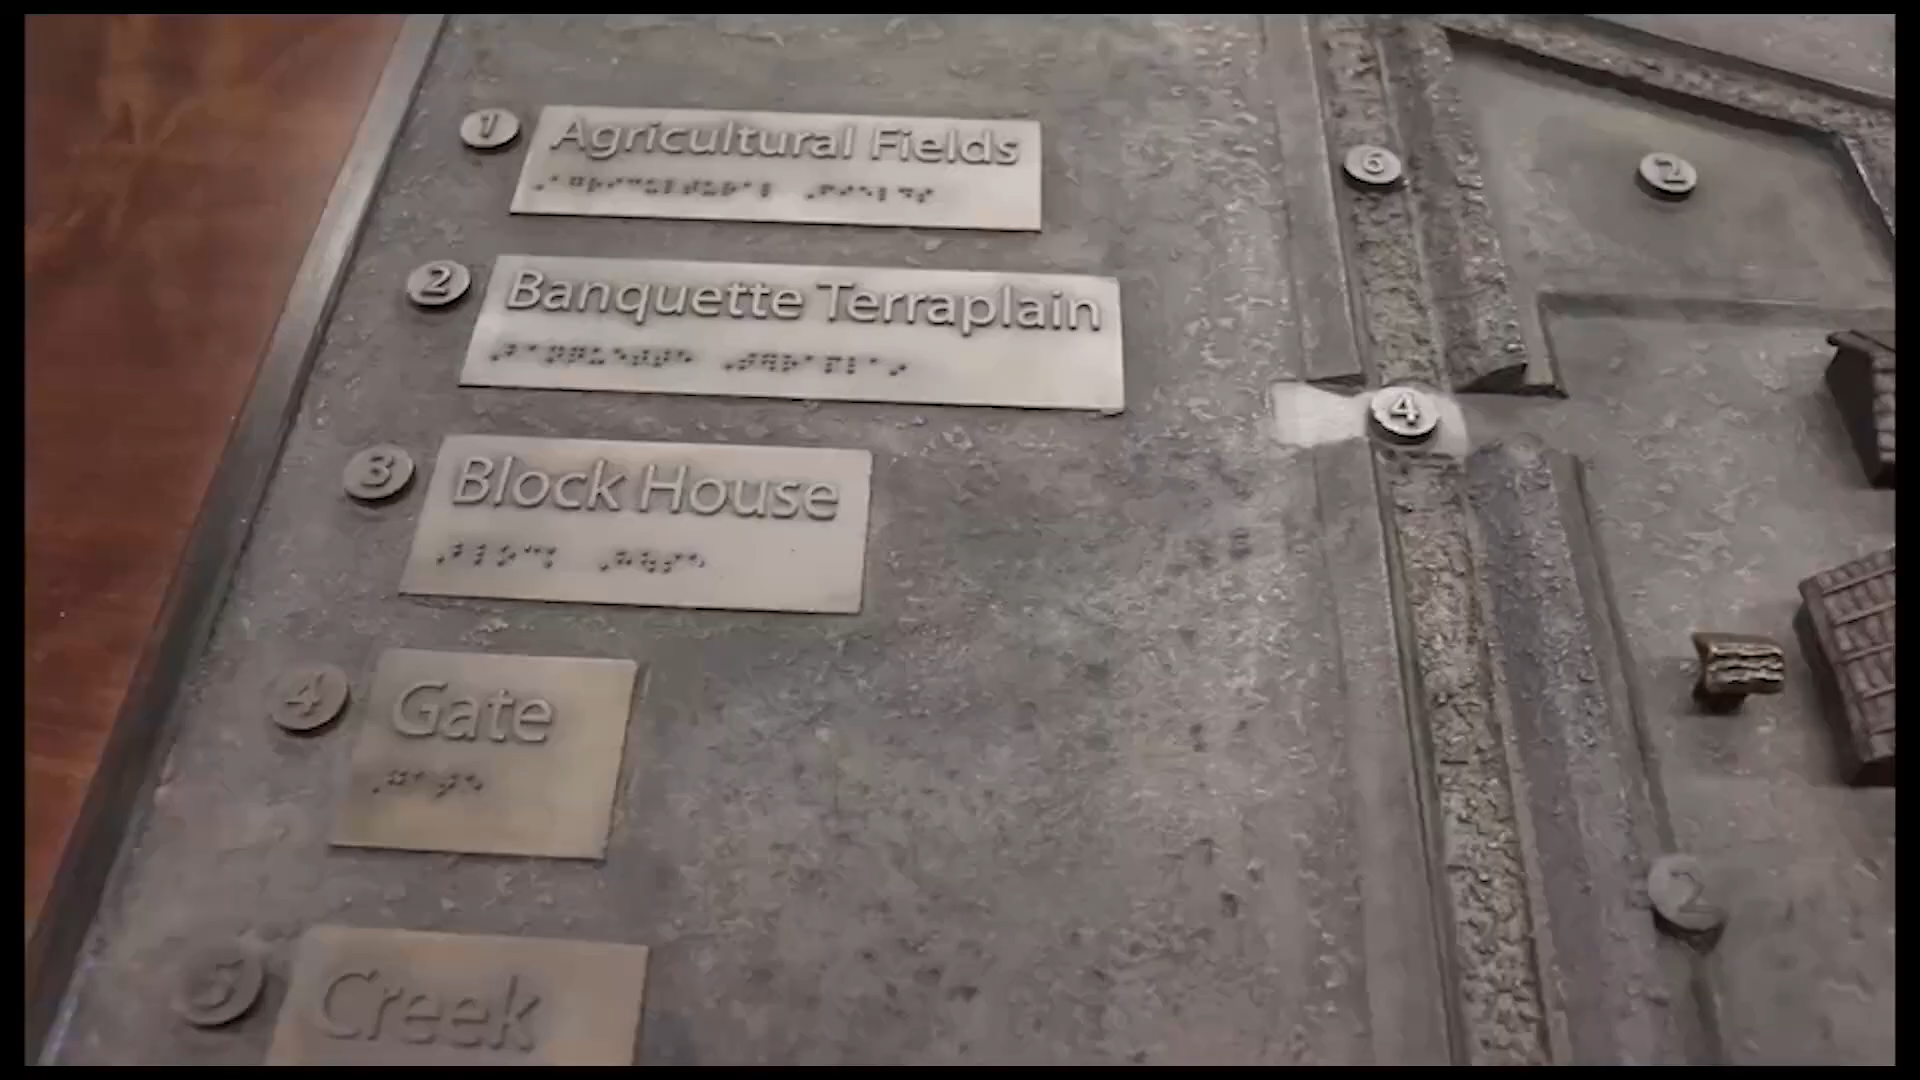 1 Agricultural Fields
⠠⠁⠛⠗⠊⠉⠥⠇⠞⠥⠗⠁⠇ ⠠⠋⠊⠑⠇⠙⠎
2 Banquette Terraplain
3 Block House
4 Gate
5 Creek
6
2
4
2